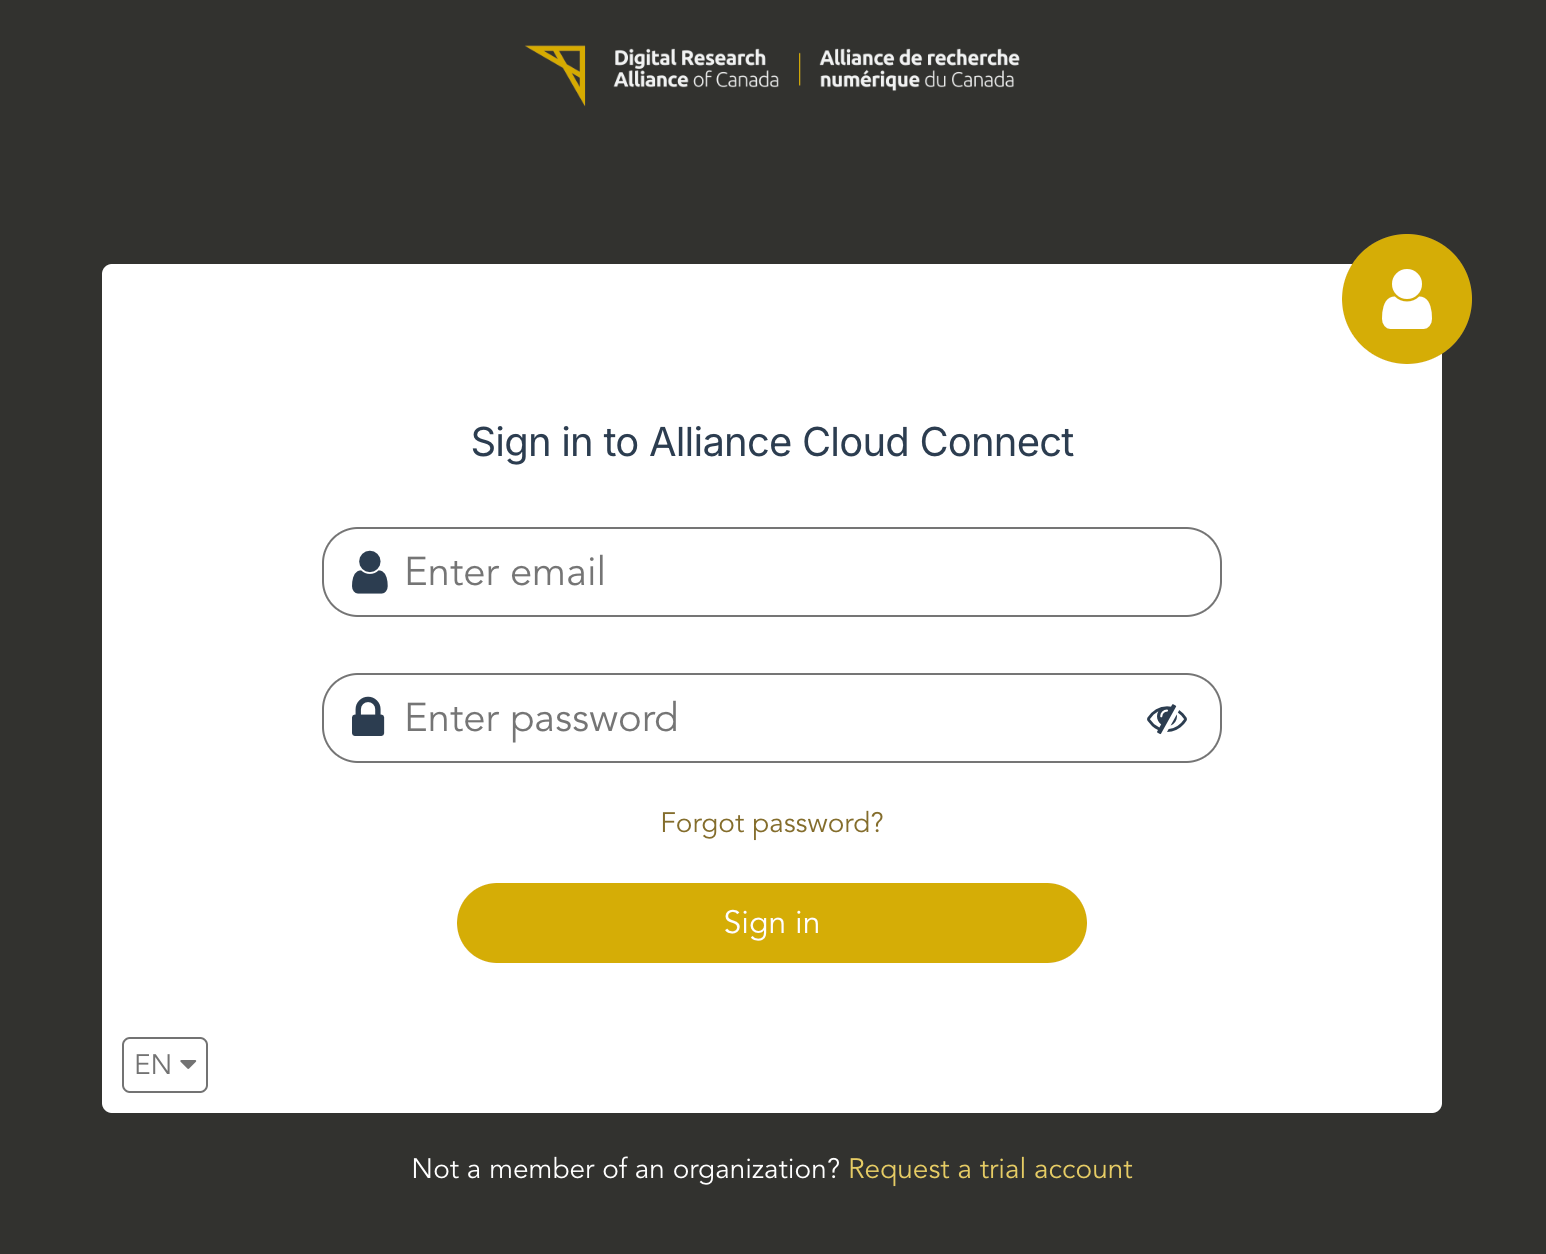 Digital Research
Alliance of Canada
Alliance de recherche
numérique du Canada
Sign in to Alliance Cloud Connect
Enter email
Enter password
Forgot password?
Sign in
EN
Not a member of an organization? Request a trial account